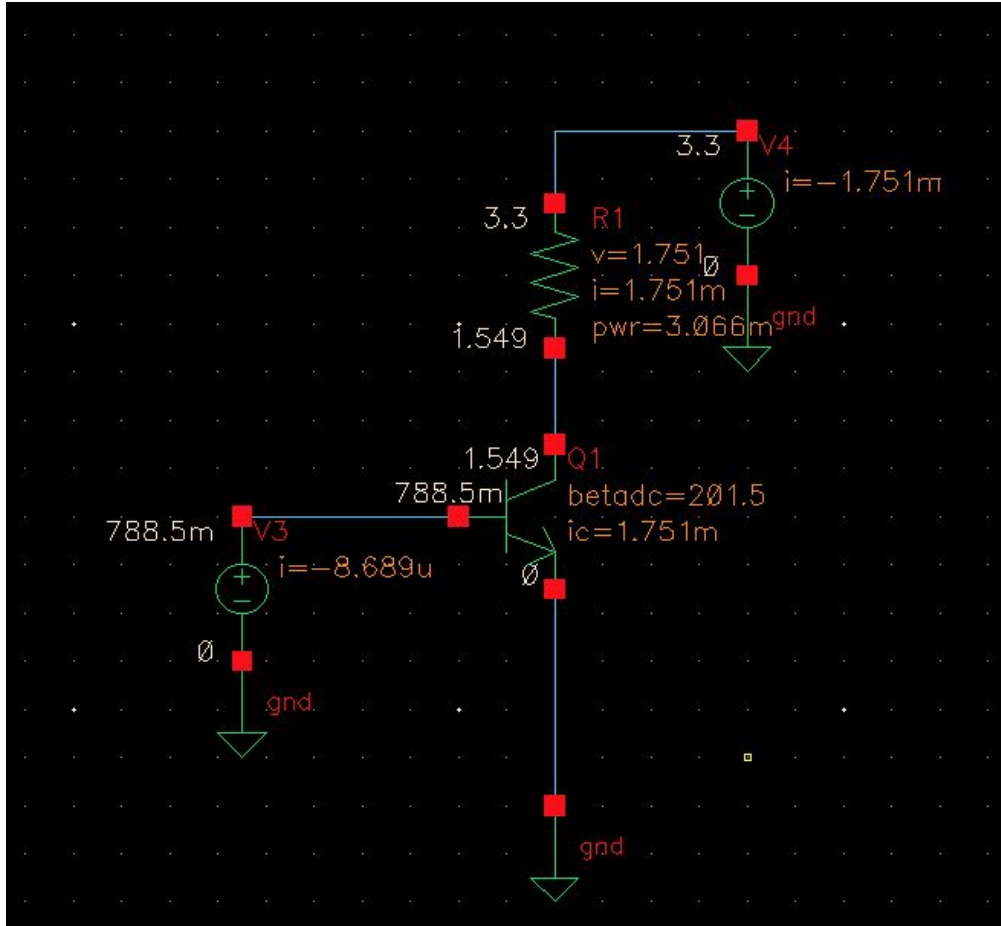 3.3
V4
i=-1.751m
3.3
R1
v=1.751
0
i=1.751m
pwr=3.066m
gnd
1.549
1.549
Q1
788.5m
betadc=201.5
788.5m
V3
ic=1.751m
i=-8.689u
0
0
gnd
gnd